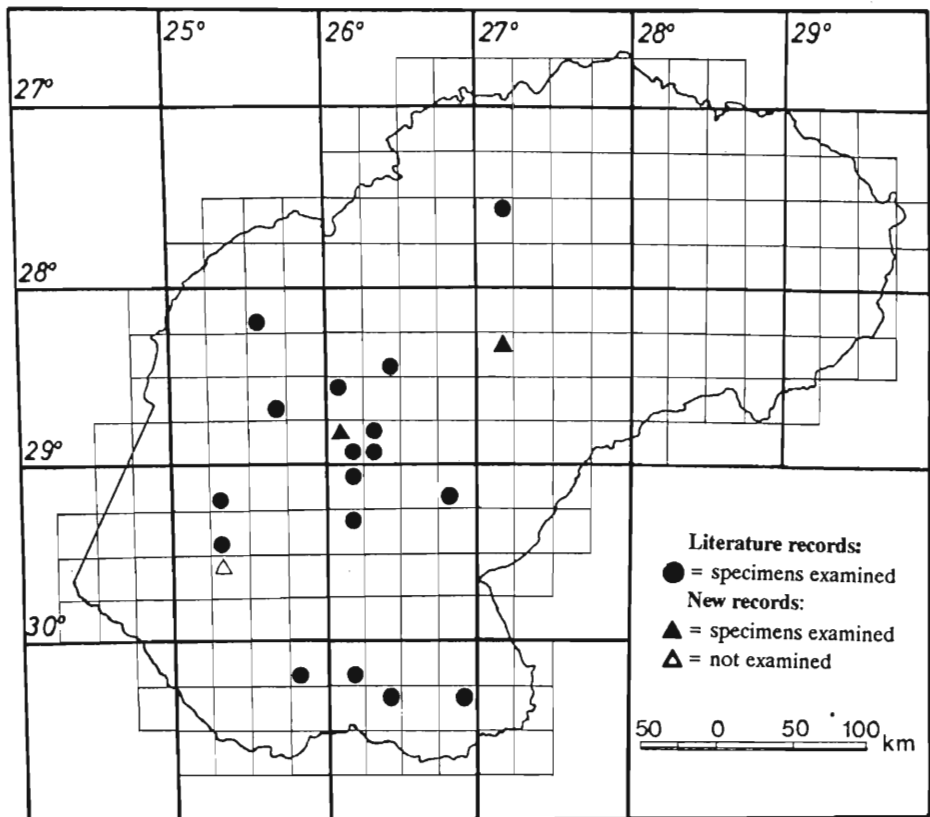 25° 26° 27° 28° 29°
27°
28°
29°
30°
Literature records:
● = specimens examined
New records:
▲ = specimens examined
△ = not examined
50 0 50 100 km